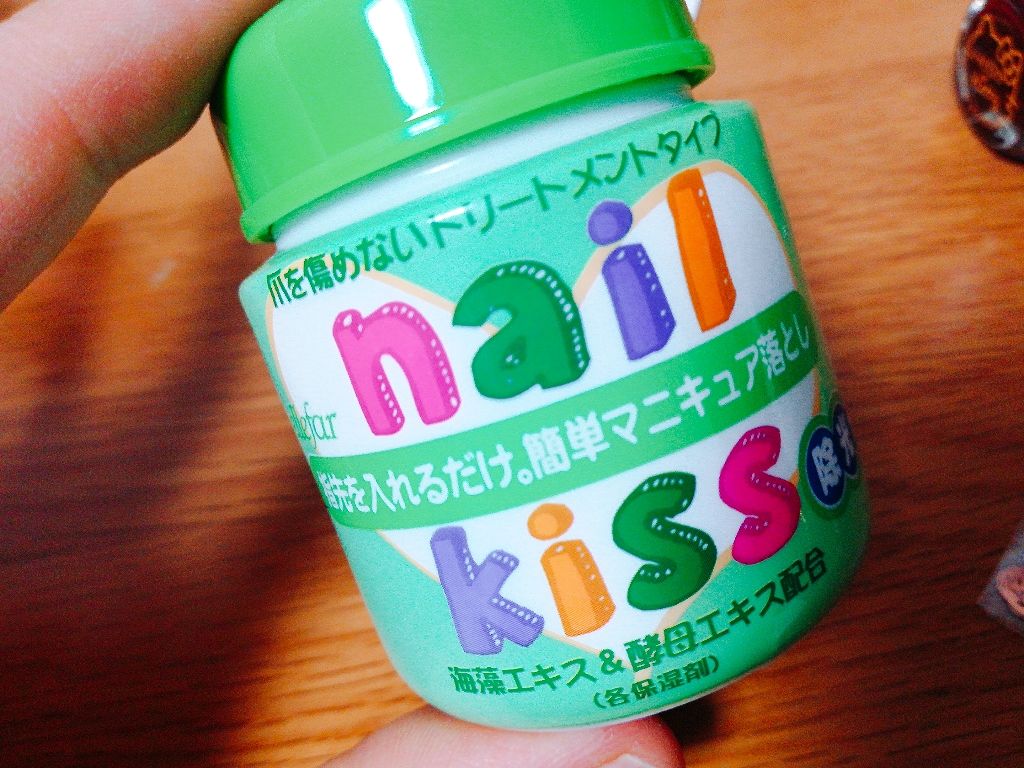 爪を傷めないトリートメントタイプ
nail
指先を入れるだけ。簡単マニキュア落とし
kiss
海藻エキス&酵母エキス配合
(各保湿剤)